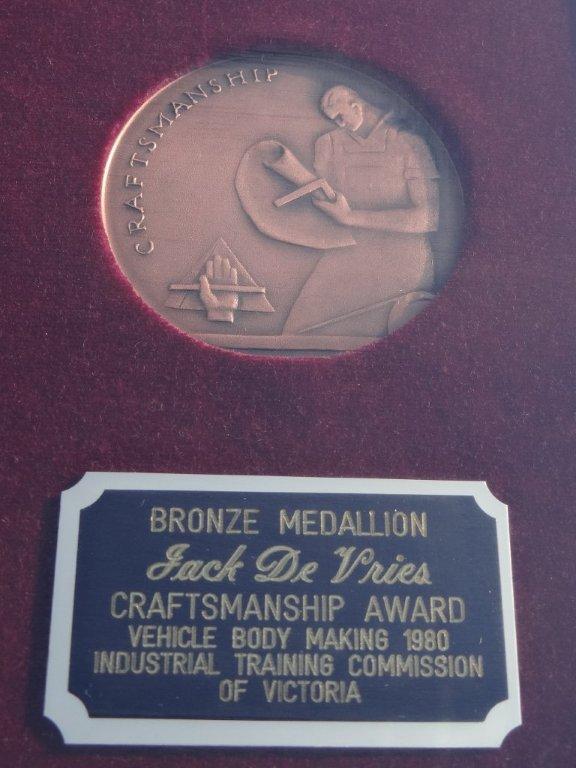 CRAFTSMANSHIP
BRONZE MEDALLION
Jack De Vries
CRAFTSMANSHIP AWARD
VEHICLE BODY MAKING 1980
INDUSTRIAL TRAINING COMMISSION
OF VICTORIA